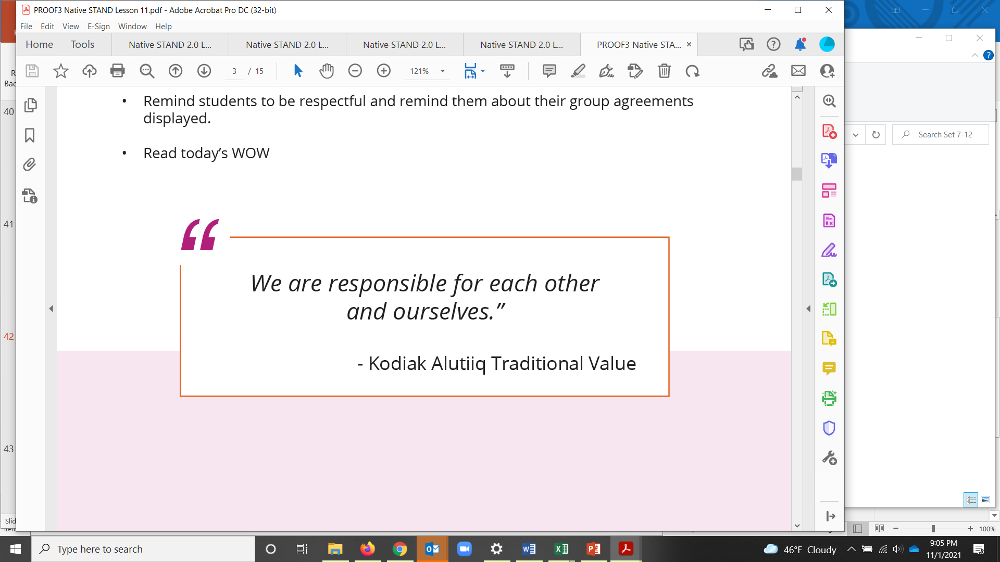 PROOF3 Native STAND Lesson 11.pdf - Adobe Acrobat Pro DC (32-bit)
File Edit View E-Sign Window Help
Home Tools Native STAND 2.0 L... Native STAND 2.0 L... Native STAND 2.0 L... Native STAND 2.0 L... PROOF3 Native STA... ×
3 / 15 121%
40
41
42
43
Search Set 7-12
• Remind students to be respectful and remind them about their group agreements
displayed.
• Read today’s WOW
“
We are responsible for each other
and ourselves.”
- Kodiak Alutiiq Traditional Value
100%
Type here to search
46°F Cloudy
9:05 PM
11/1/2021